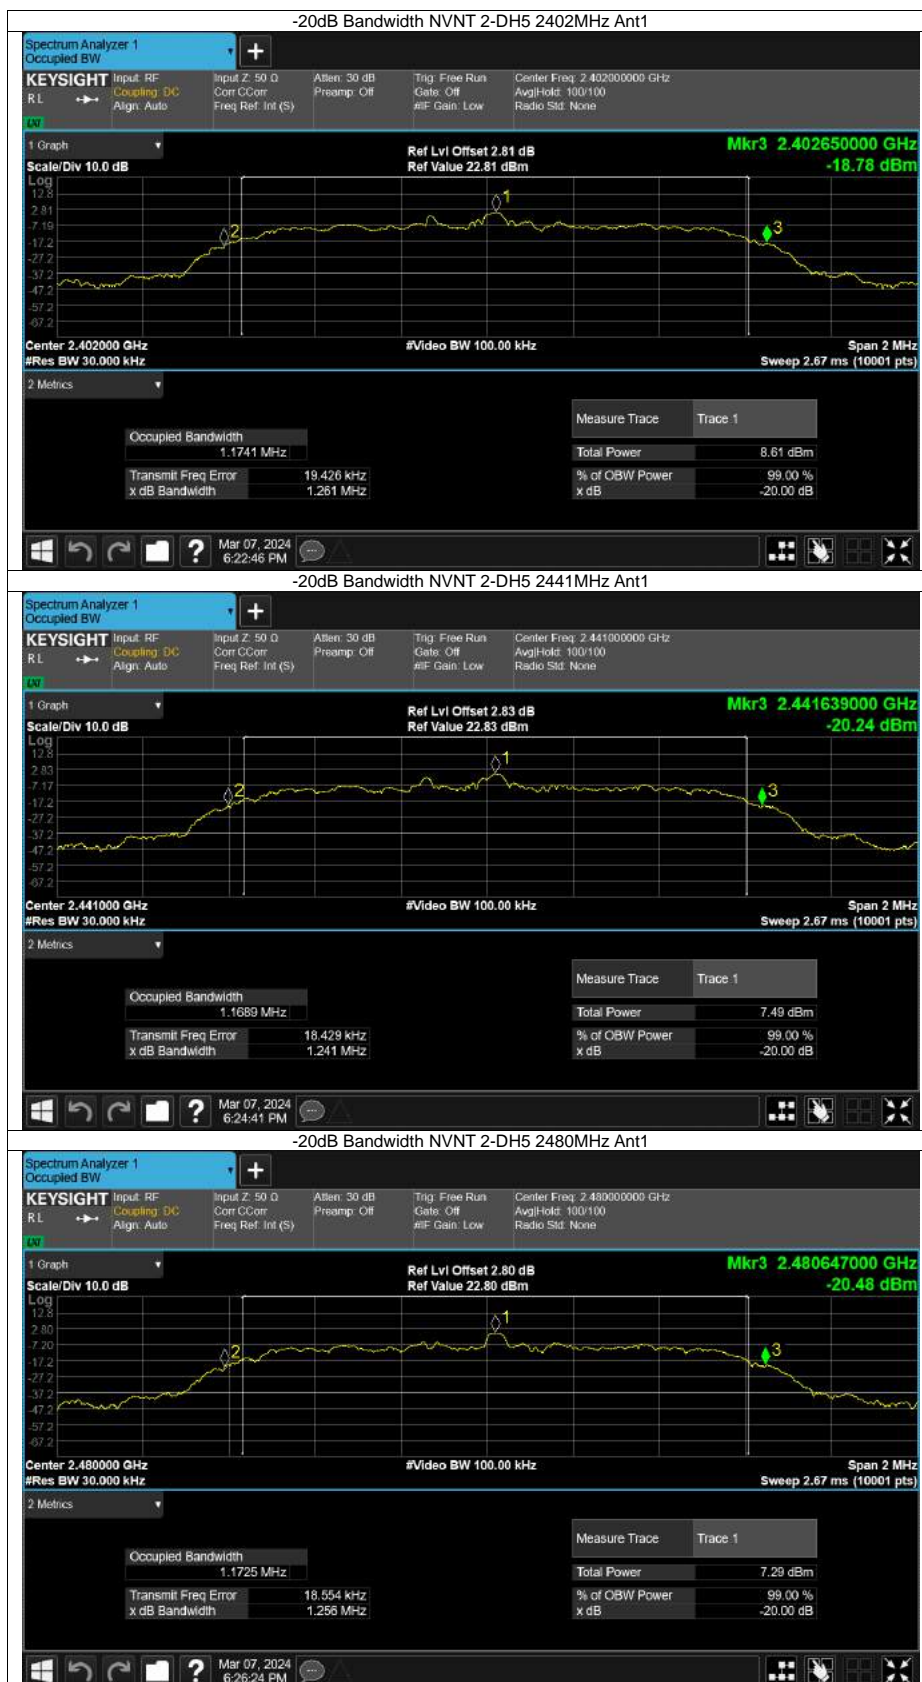 -20dB Bandwidth NVNT 2-DH5 2402MHz Ant1
Spectrum Analyzer 1
Occupied BW
+
KEYSIGHT Input: RF Input Z: 50 Ω Atten: 30 dB Trig: Free Run Center Freq: 2.402000000 GHz
R L Coupling: DC Corr CCorr Preamp: Off Gate: Off Avg|Hold: 100/100
Align: Auto Freq Ref: Int (S) #IF Gain: Low Radio Std: None
LXI
1 Graph Ref Lvl Offset 2.81 dB Mkr3 2.402650000 GHz
Scale/Div 10.0 dB Ref Value 22.81 dBm -18.78 dBm
Log
12.8
2.81 1
-7.19
-17.2 2 3
-27.2
-37.2
-47.2
-57.2
-67.2
Center 2.402000 GHz #Video BW 100.00 kHz Span 2 MHz
#Res BW 30.000 kHz Sweep 2.67 ms (10001 pts)
2 Metrics
Measure Trace Trace 1
Occupied Bandwidth
1.1741 MHz Total Power 8.61 dBm
Transmit Freq Error 19.426 kHz % of OBW Power 99.00 %
x dB Bandwidth 1.261 MHz x dB -20.00 dB
? Mar 07, 2024
6:22:46 PM
-20dB Bandwidth NVNT 2-DH5 2441MHz Ant1
Spectrum Analyzer 1
Occupied BW
+
KEYSIGHT Input: RF Input Z: 50 Ω Atten: 30 dB Trig: Free Run Center Freq: 2.441000000 GHz
R L Coupling: DC Corr CCorr Preamp: Off Gate: Off Avg|Hold: 100/100
Align: Auto Freq Ref: Int (S) #IF Gain: Low Radio Std: None
LXI
1 Graph Ref Lvl Offset 2.83 dB Mkr3 2.441639000 GHz
Scale/Div 10.0 dB Ref Value 22.83 dBm -20.24 dBm
Log
12.8
2.83 1
-7.17
-17.2 2 3
-27.2
-37.2
-47.2
-57.2
-67.2
Center 2.441000 GHz #Video BW 100.00 kHz Span 2 MHz
#Res BW 30.000 kHz Sweep 2.67 ms (10001 pts)
2 Metrics
Measure Trace Trace 1
Occupied Bandwidth
1.1689 MHz Total Power 7.49 dBm
Transmit Freq Error 18.429 kHz % of OBW Power 99.00 %
x dB Bandwidth 1.241 MHz x dB -20.00 dB
? Mar 07, 2024
6:24:41 PM
-20dB Bandwidth NVNT 2-DH5 2480MHz Ant1
Spectrum Analyzer 1
Occupied BW
+
KEYSIGHT Input: RF Input Z: 50 Ω Atten: 30 dB Trig: Free Run Center Freq: 2.480000000 GHz
R L Coupling: DC Corr CCorr Preamp: Off Gate: Off Avg|Hold: 100/100
Align: Auto Freq Ref: Int (S) #IF Gain: Low Radio Std: None
LXI
1 Graph Ref Lvl Offset 2.80 dB Mkr3 2.480647000 GHz
Scale/Div 10.0 dB Ref Value 22.80 dBm -20.48 dBm
Log
12.8
2.80 1
-7.20
-17.2 2 3
-27.2
-37.2
-47.2
-57.2
-67.2
Center 2.480000 GHz #Video BW 100.00 kHz Span 2 MHz
#Res BW 30.000 kHz Sweep 2.67 ms (10001 pts)
2 Metrics
Measure Trace Trace 1
Occupied Bandwidth
1.1725 MHz Total Power 7.29 dBm
Transmit Freq Error 18.554 kHz % of OBW Power 99.00 %
x dB Bandwidth 1.256 MHz x dB -20.00 dB
? Mar 07, 2024
6:26:24 PM